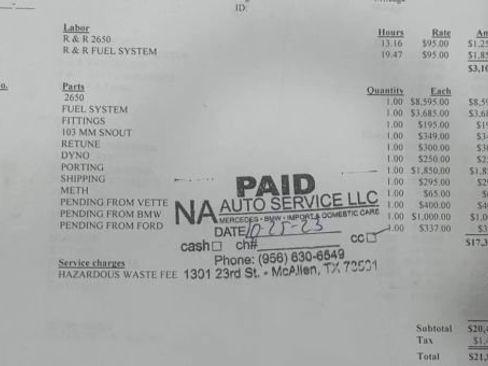 ID:
Labor Hours Rate
R & R 2650 13.16 $95.00
R & R FUEL SYSTEM 19.47 $95.00
Parts Quantity Each
2650 1.00 $8,595.00
FUEL SYSTEM 1.00 $3,685.00
FITTINGS 1.00 $195.00
103 MM SNOUT 1.00 $349.00
RETUNE 1.00 $300.00
DYNO 1.00 $250.00
PORTING 1.00 $1,850.00
SHIPPING 1.00 $295.00
METH 1.00 $65.00
PENDING FROM VETTE 1.00 $400.00
PENDING FROM BMW 1.00 $1,000.00
PENDING FROM FORD 1.00 $337.00
PAID
NA AUTO SERVICE LLC
MERCEDES - BMW - IMPORT & DOMESTIC CARE
DATE 10-25-23
cash ch# cc
Phone: (956) 630-6549
1301 23rd St. - McAllen, TX 78501
Service charges
HAZARDOUS WASTE FEE
Subtotal
Tax
Total